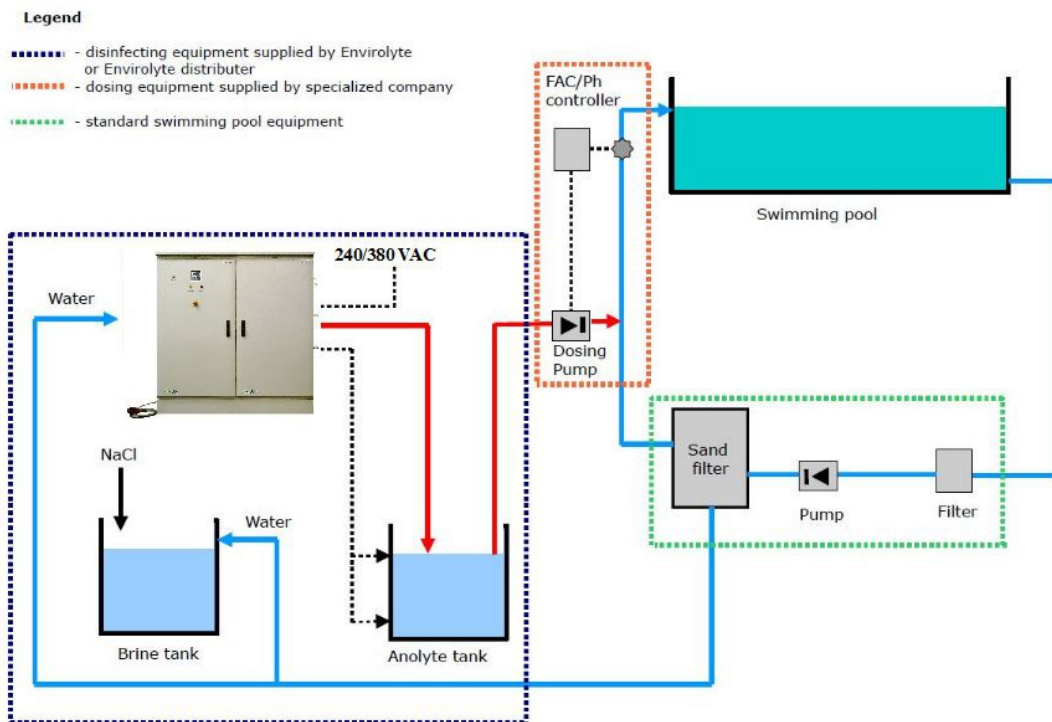 Legend
- disinfecting equipment supplied by Envirolyte
or Envirolyte distributer
- dosing equipment supplied by specialized company
- standard swimming pool equipment
FAC/Ph
controller
Swimming pool
240/380 VAC
Water
Dosing
Pump
NaCl
Water
Sand
filter
Pump
Filter
Brine tank
Anolyte tank